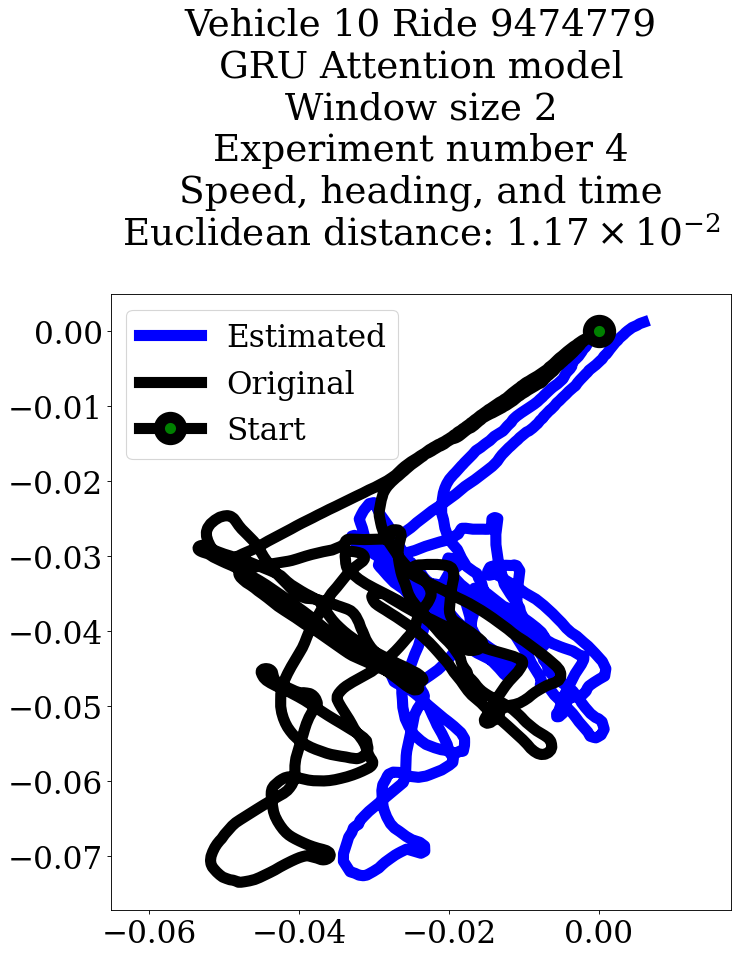 Vehicle 10 Ride 9474779
GRU Attention model
Window size 2
Experiment number 4
Speed, heading, and time
Euclidean distance: 1.17 × 10⁻²
Estimated
Original
Start
0.00
−0.01
−0.02
−0.03
−0.04
−0.05
−0.06
−0.07
−0.06
−0.04
−0.02
0.00